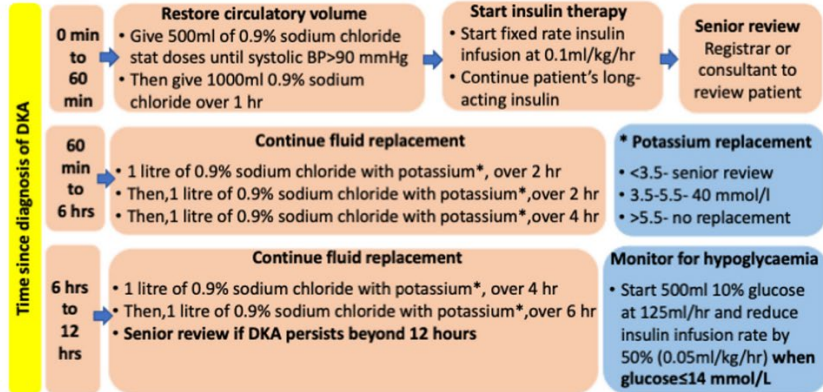 Time since diagnosis of DKA
0 min
to
60
min
Restore circulatory volume
• Give 500ml of 0.9% sodium chloride
stat doses until systolic BP>90 mmHg
• Then give 1000ml 0.9% sodium
chloride over 1 hr
Start insulin therapy
• Start fixed rate insulin
infusion at 0.1ml/kg/hr
• Continue patient's long-
acting insulin
Senior review
Registrar or
consultant to
review patient
60
min
to
6 hrs
Continue fluid replacement
• 1 litre of 0.9% sodium chloride with potassium*, over 2 hr
• Then,1 litre of 0.9% sodium chloride with potassium*,over 2 hr
• Then,1 litre of 0.9% sodium chloride with potassium*,over 4 hr
* Potassium replacement
• <3.5- senior review
• 3.5-5.5- 40 mmol/l
• >5.5- no replacement
6 hrs
to
12
hrs
Continue fluid replacement
• 1 litre of 0.9% sodium chloride with potassium*, over 4 hr
• Then,1 litre of 0.9% sodium chloride with potassium*,over 6 hr
• Senior review if DKA persists beyond 12 hours
Monitor for hypoglycaemia
• Start 500ml 10% glucose
at 125ml/hr and reduce
insulin infusion rate by
50% (0.05ml/kg/hr) when
glucose≤14 mmol/L